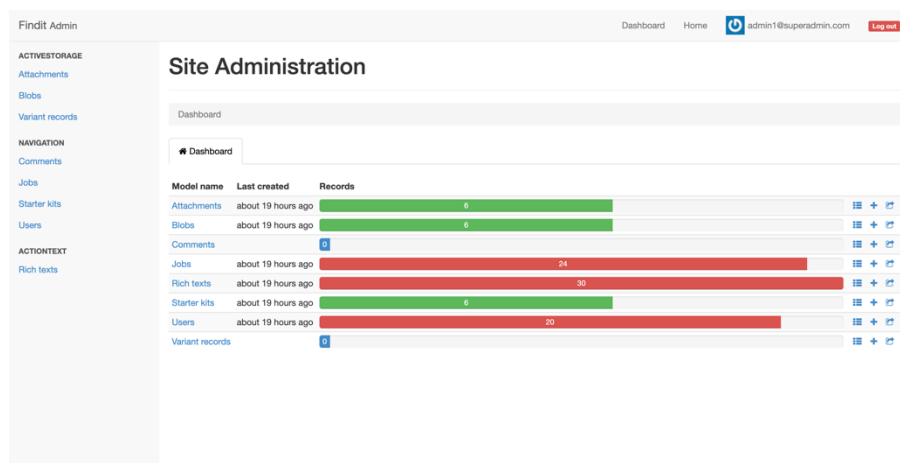 Findit Admin
Dashboard Home admin1@superadmin.com Log out
ACTIVESTORAGE
Attachments
Blobs
Variant records
NAVIGATION
Comments
Jobs
Starter kits
Users
ACTIONTEXT
Rich texts
Site Administration
Dashboard
Dashboard
Model name Last created Records
Attachments about 19 hours ago 6
Blobs about 19 hours ago 6
Comments 0
Jobs about 19 hours ago 24
Rich texts about 19 hours ago 30
Starter kits about 19 hours ago 6
Users about 19 hours ago 20
Variant records 0